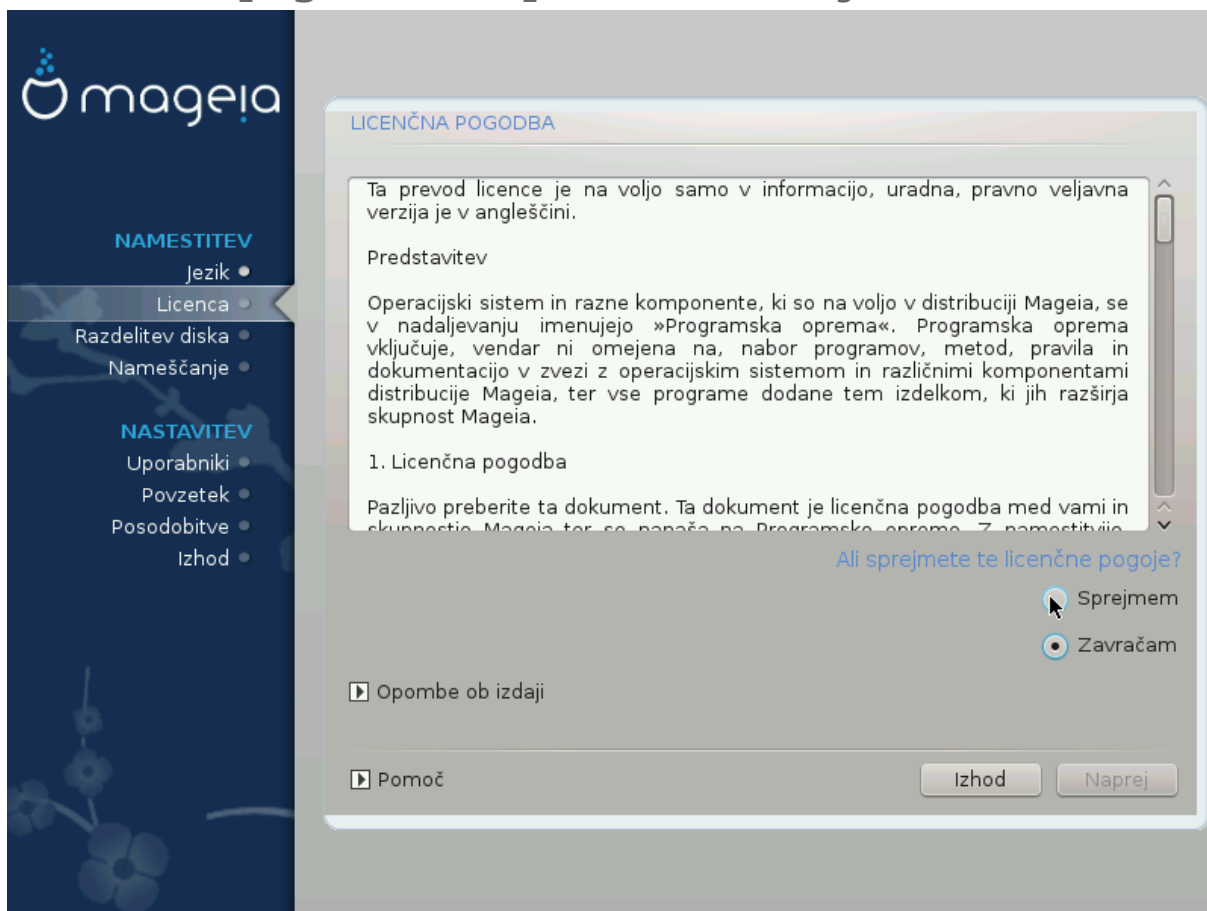 mageia
NAMESTITEV
Jezik
Licenca
Razdelitev diska
Nameščanje
NASTAVITEV
Uporabniki
Povzetek
Posodobitve
Izhod
LICENČNA POGODBA
Ta prevod licence je na voljo samo v informacijo, uradna, pravno veljavna
verzija je v angleščini.
Predstavitev
Operacijski sistem in razne komponente, ki so na voljo v distribuciji Mageia, se
v nadaljevanju imenujejo »Programska oprema«. Programska oprema
vključuje, vendar ni omejena na, nabor programov, metod, pravila in
dokumentacijo v zvezi z operacijskim sistemom in različnimi komponentami
distribucije Mageia, ter vse programe dodane tem izdelkom, ki jih razširja
skupnost Mageia.
1. Licenčna pogodba
Pazljivo preberite ta dokument. Ta dokument je licenčna pogodba med vami in
Ali sprejmete te licenčne pogoje?
Sprejmem
Zavračam
Opombe ob izdaji
Pomoč
Izhod
Naprej